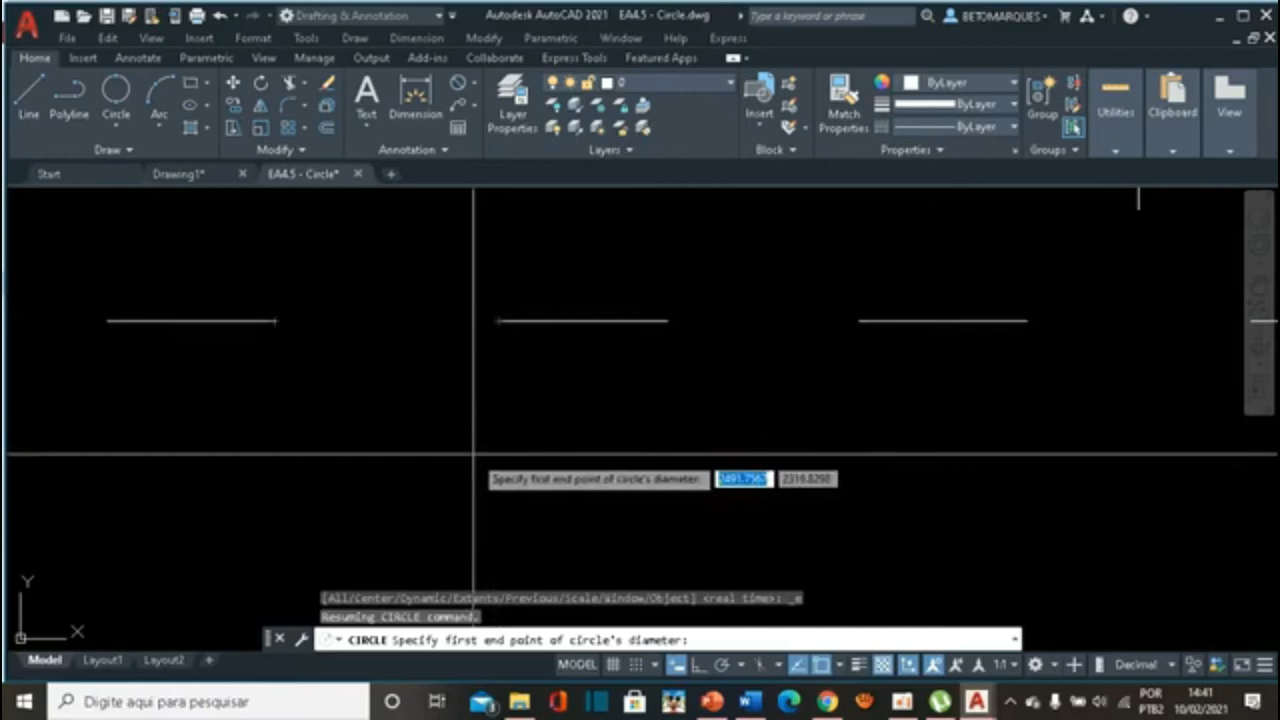 Drafting & Annotation Autodesk AutoCAD 2021 EA4.5 - Circle.dwg Type a keyword or phrase BETOMARQUES
File Edit View Insert Format Tools Draw Dimension Modify Parametric Window Help Express
Home Insert Annotate Parametric View Manage Output Add-ins Collaborate Express Tools Featured Apps
0 ByLayer
ByLayer
Line Polyline Circle Arc Text Dimension Layer Properties Insert Match Properties Group Utilities Clipboard View
ByLayer
Draw Modify Annotation Layers Block Properties Groups
Start Drawing1* EA4.5 - Circle*
Specify first end point of circle's diameter: 2316.8298
Y
X
[All/Center/Dynamic/Extents/Previous/Scale/Window/Object] <real time>: _e
Resuming CIRCLE command.
CIRCLE Specify first end point of circle's diameter:
Model Layout1 Layout2 MODEL 1:1 Decimal
Digite aqui para pesquisar
POR
PTB2
14:41
10/02/2021